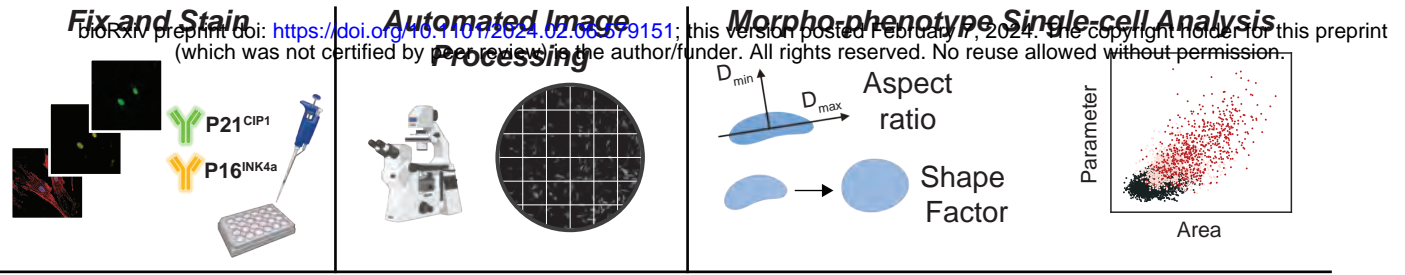 Fix and Stain
Automated Image
Processing
Morpho-phenotype Single-cell Analysis
bioRxiv preprint doi: https://doi.org/10.1101/2024.02.06.579151; this version posted February 7, 2024. The copyright holder for this preprint
(which was not certified by peer review) is the author/funder. All rights reserved. No reuse allowed without permission.
P21CIP1
P16INK4a
Dmin
Dmax
Aspect
ratio
Shape
Factor
Parameter
Area